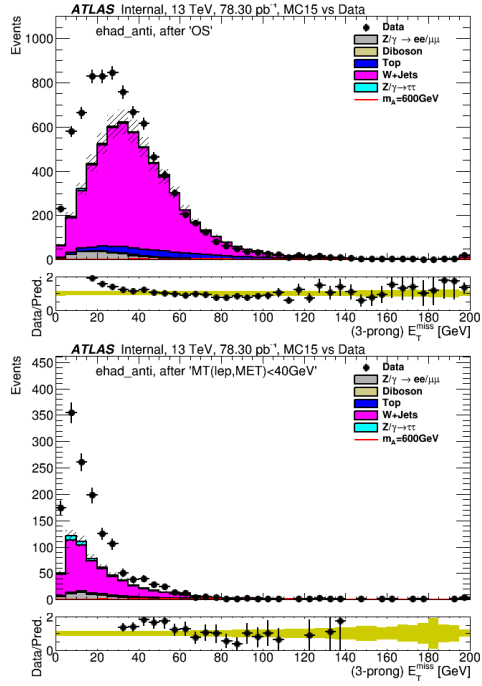 ATLAS Internal, 13 TeV, 78.30 pb⁻¹, MC15 vs Data
Events
ehad_anti, after 'OS'
Data
Z/γ → ee/μμ
Diboson
Top
W+Jets
Z/γ→ττ
m_A=600GeV
1000
800
600
400
200
0
Data/Pred.
2
1
0
0 20 40 60 80 100 120 140 160 180 200
(3-prong) E_T^miss [GeV]
ATLAS Internal, 13 TeV, 78.30 pb⁻¹, MC15 vs Data
Events
ehad_anti, after 'MT(lep,MET)<40GeV'
Data
Z/γ → ee/μμ
Diboson
Top
W+Jets
Z/γ→ττ
m_A=600GeV
450
400
350
300
250
200
150
100
50
0
Data/Pred.
2
1
0
0 20 40 60 80 100 120 140 160 180 200
(3-prong) E_T^miss [GeV]